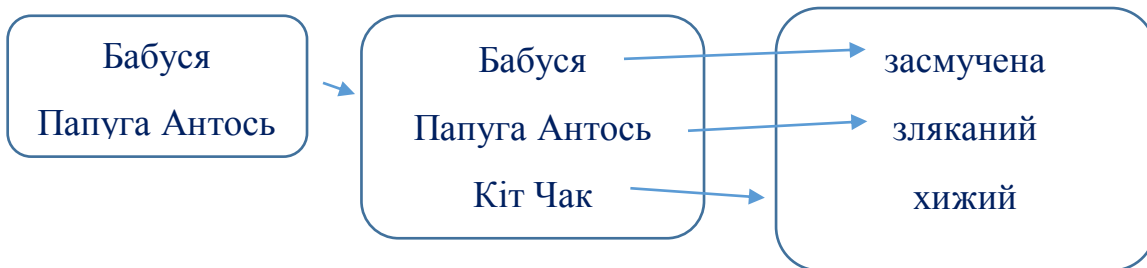 Бабуся
Папуга Антось
Бабуся
Папуга Антось
Кіт Чак
засмучена
зляканий
хижий